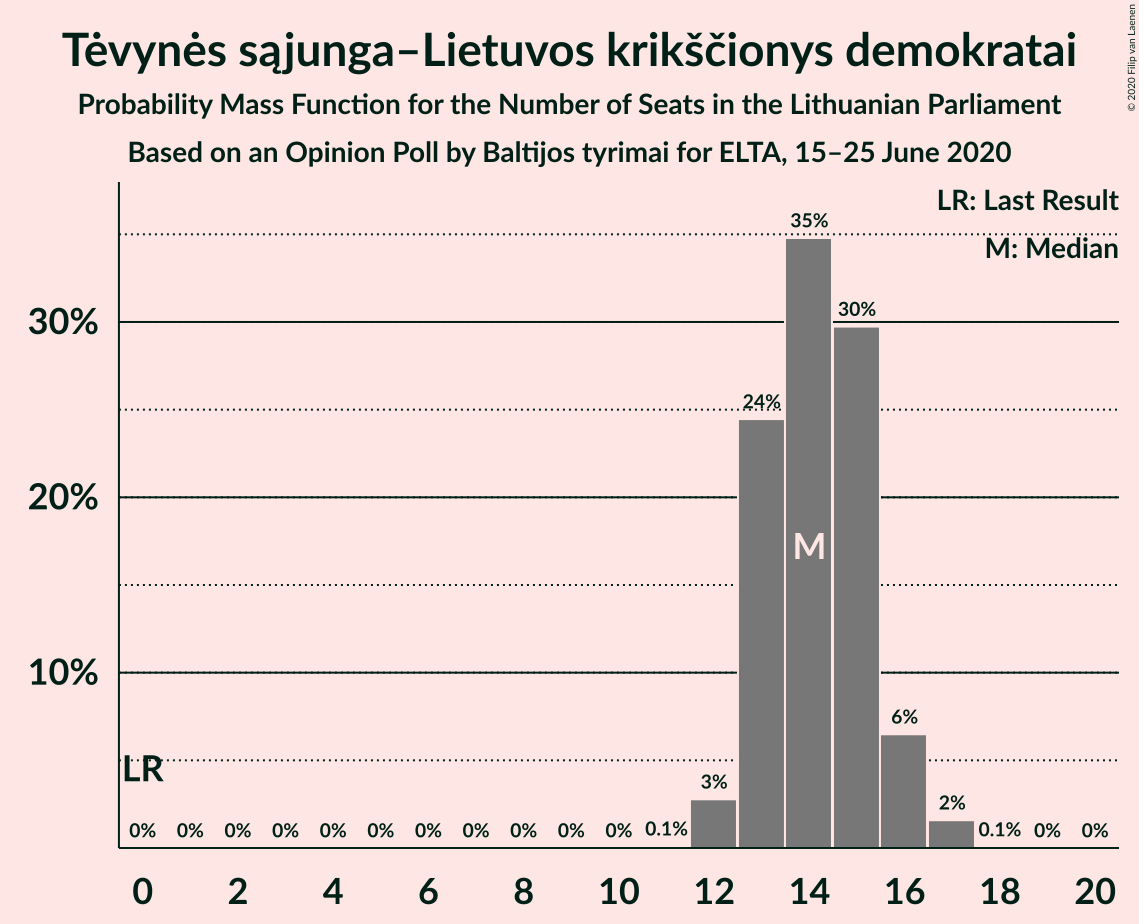 Tėvynės sąjunga–Lietuvos krikščionys demokratai
Probability Mass Function for the Number of Seats in the Lithuanian Parliament
Based on an Opinion Poll by Baltijos tyrimai for ELTA, 15–25 June 2020
© 2020 Filip van Laenen
LR: Last Result
M: Median
35%
30%
30%
24%
20%
M
10%
6%
LR
3%
2%
0% 0% 0% 0% 0% 0% 0% 0% 0% 0% 0% 0.1% 0.1% 0% 0%
0 2 4 6 8 10 12 14 16 18 20